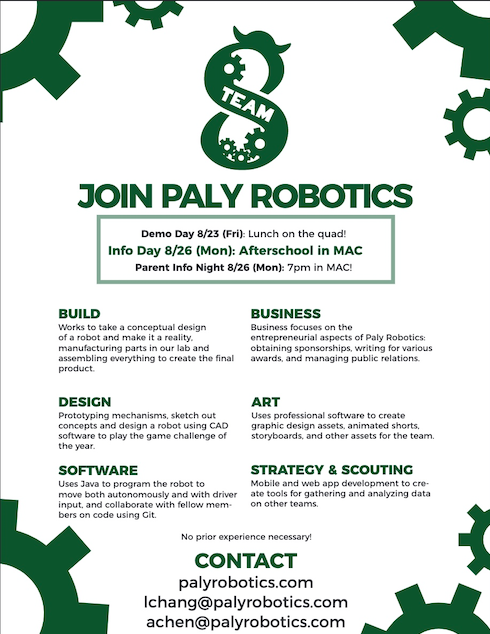 TEAM
8
JOIN PALY ROBOTICS
Demo Day 8/23 (Fri): Lunch on the quad!
Info Day 8/26 (Mon): Afterschool in MAC
Parent Info Night 8/26 (Mon): 7pm in MAC!
BUILD
Works to take a conceptual design
of a robot and make it a reality,
manufacturing parts in our lab and
assembling everything to create the final
product.
BUSINESS
Business focuses on the
entrepreneurial aspects of Paly Robotics:
obtaining sponsorships, writing for various
awards, and managing public relations.
DESIGN
Prototyping mechanisms, sketch out
concepts and design a robot using CAD
software to play the game challenge of
the year.
ART
Uses professional software to create
graphic design assets, animated shorts,
storyboards, and other assets for the team.
SOFTWARE
Uses Java to program the robot to
move both autonomously and with driver
input, and collaborate with fellow mem-
bers on code using Git.
STRATEGY & SCOUTING
Mobile and web app development to cre-
ate tools for gathering and analyzing data
on other teams.
No prior experience necessary!
CONTACT
palyrobotics.com
lchang@palyrobotics.com
achen@palyrobotics.com